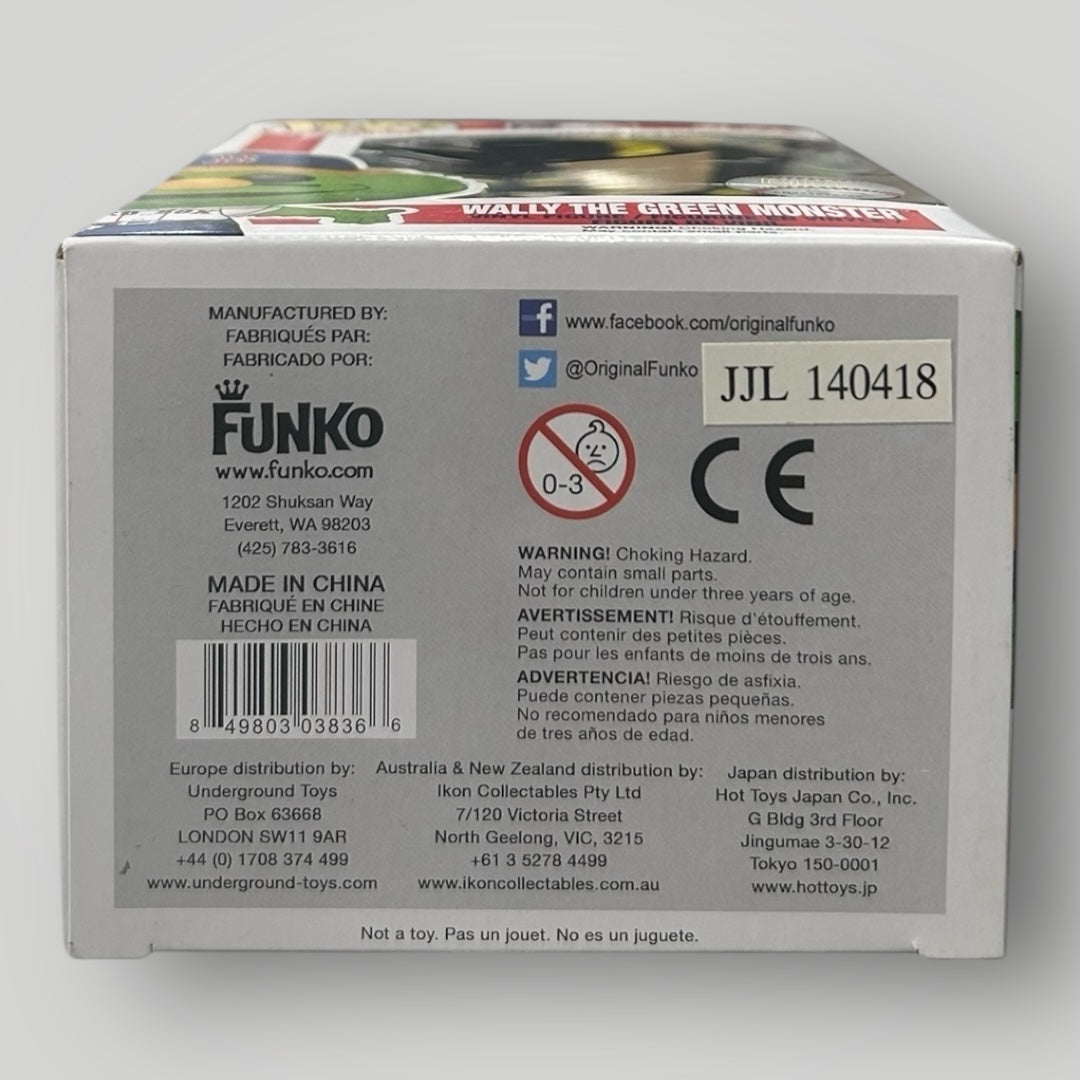 WALLY THE GREEN MONSTER
WARNING! Choking Hazard.
May contain small parts.
MANUFACTURED BY:
FABRIQUÉS PAR:
FABRICADO POR:
FUNKO
www.funko.com
1202 Shuksan Way
Everett, WA 98203
(425) 783-3616
MADE IN CHINA
FABRIQUÉ EN CHINE
HECHO EN CHINA
8 49803 03836 6
f www.facebook.com/originalfunko
@OriginalFunko
JJL 140418
0-3
CE
WARNING! Choking Hazard.
May contain small parts.
Not for children under three years of age.
AVERTISSEMENT! Risque d'étouffement.
Peut contenir des petites pièces.
Pas pour les enfants de moins de trois ans.
ADVERTENCIA! Riesgo de asfixia.
Puede contener piezas pequeñas.
No recomendado para niños menores
de tres años de edad.
Europe distribution by:
Underground Toys
PO Box 63668
LONDON SW11 9AR
+44 (0) 1708 374 499
www.underground-toys.com
Australia & New Zealand distribution by:
Ikon Collectables Pty Ltd
7/120 Victoria Street
North Geelong, VIC, 3215
+61 3 5278 4499
www.ikoncollectables.com.au
Japan distribution by:
Hot Toys Japan Co., Inc.
G Bldg 3rd Floor
Jingumae 3-30-12
Tokyo 150-0001
www.hottoys.jp
Not a toy. Pas un jouet. No es un juguete.